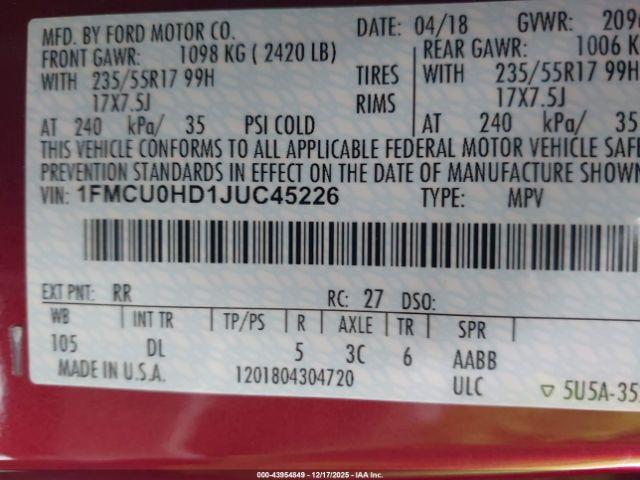 MFD. BY FORD MOTOR CO. DATE: 04/18 GVWR:
FRONT GAWR: 1098 KG ( 2420 LB) REAR GAWR: 1006
WITH 235/55R17 99H TIRES WITH 235/55R17 99H
17X7.5J RIMS 17X7.5J
AT 240 kPa/ 35 PSI COLD AT 240 kPa/ 35
THIS VEHICLE CONFORMS TO ALL APPLICABLE FEDERAL MOTOR VEHICLE
PREVENTION STANDARDS IN EFFECT ON THE DATE OF MANUFACTURE
VIN: 1FMCU0HD1JUC45226 TYPE: MPV
EXT PNT: RR RC: 27 DSO:
WB INT TR TP/PS R AXLE TR SPR
105 DL 5 3C 6 AABB
MADE IN U.S.A. 1201804304720 ULC ▽ 5U5A-35
000-43954849 - 12/17/2025 - IAA Inc.